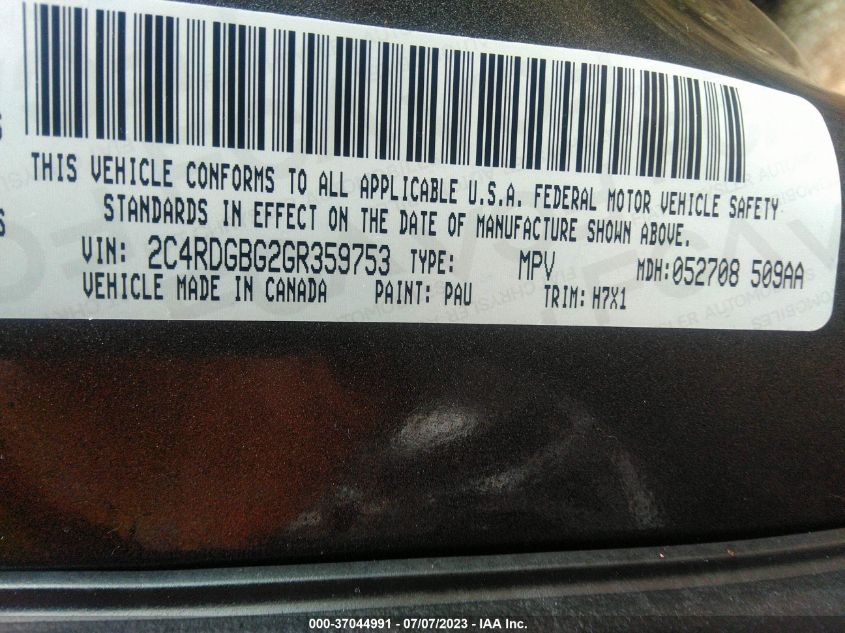 THIS VEHICLE CONFORMS TO ALL APPLICABLE U.S.A. FEDERAL MOTOR VEHICLE SAFETY
STANDARDS IN EFFECT ON THE DATE OF MANUFACTURE SHOWN ABOVE.
VIN: 2C4RDGBG2GR359753 TYPE: MPV MDH:052708 509AA
VEHICLE MADE IN CANADA PAINT: PAU TRIM: H7X1
000-37044991 - 07/07/2023 - IAA Inc.